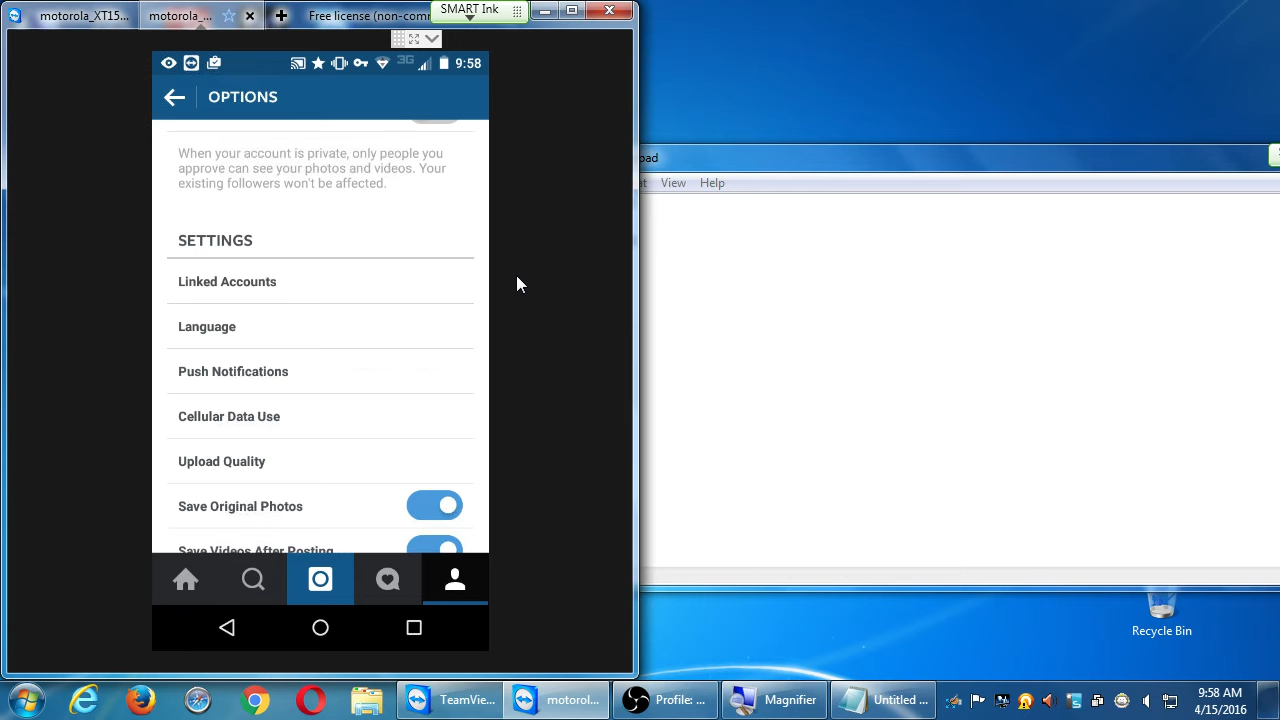 motorola_XT15...
motorola_...
Free license (non-comm
SMART Ink
3G 9:58
OPTIONS
When your account is private, only people you
approve can see your photos and videos. Your
existing followers won't be affected.
SETTINGS
Linked Accounts
Language
Push Notifications
Cellular Data Use
Upload Quality
Save Original Photos
Save Videos After Posting
pad
at View Help
Recycle Bin
TeamVie...
motorol...
Profile: ...
Magnifier
Untitled ...
9:58 AM
4/15/2016